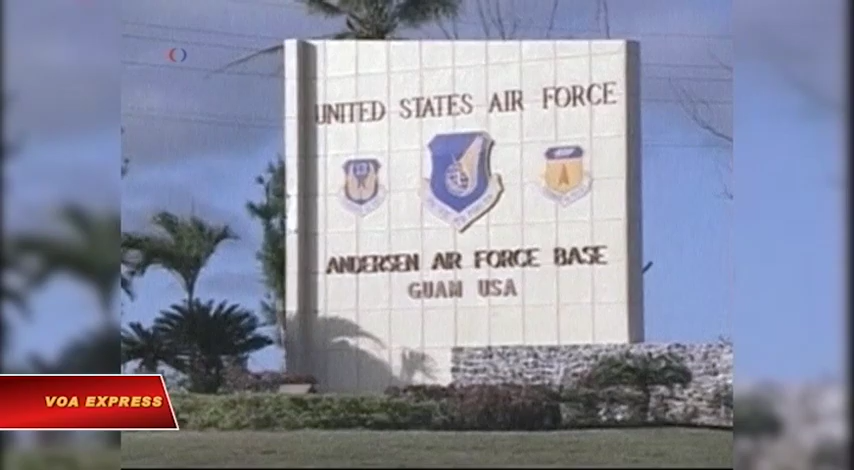 UNITED STATES AIR FORCE
ANDERSEN AIR FORCE BASE
GUAM USA
VOA EXPRESS